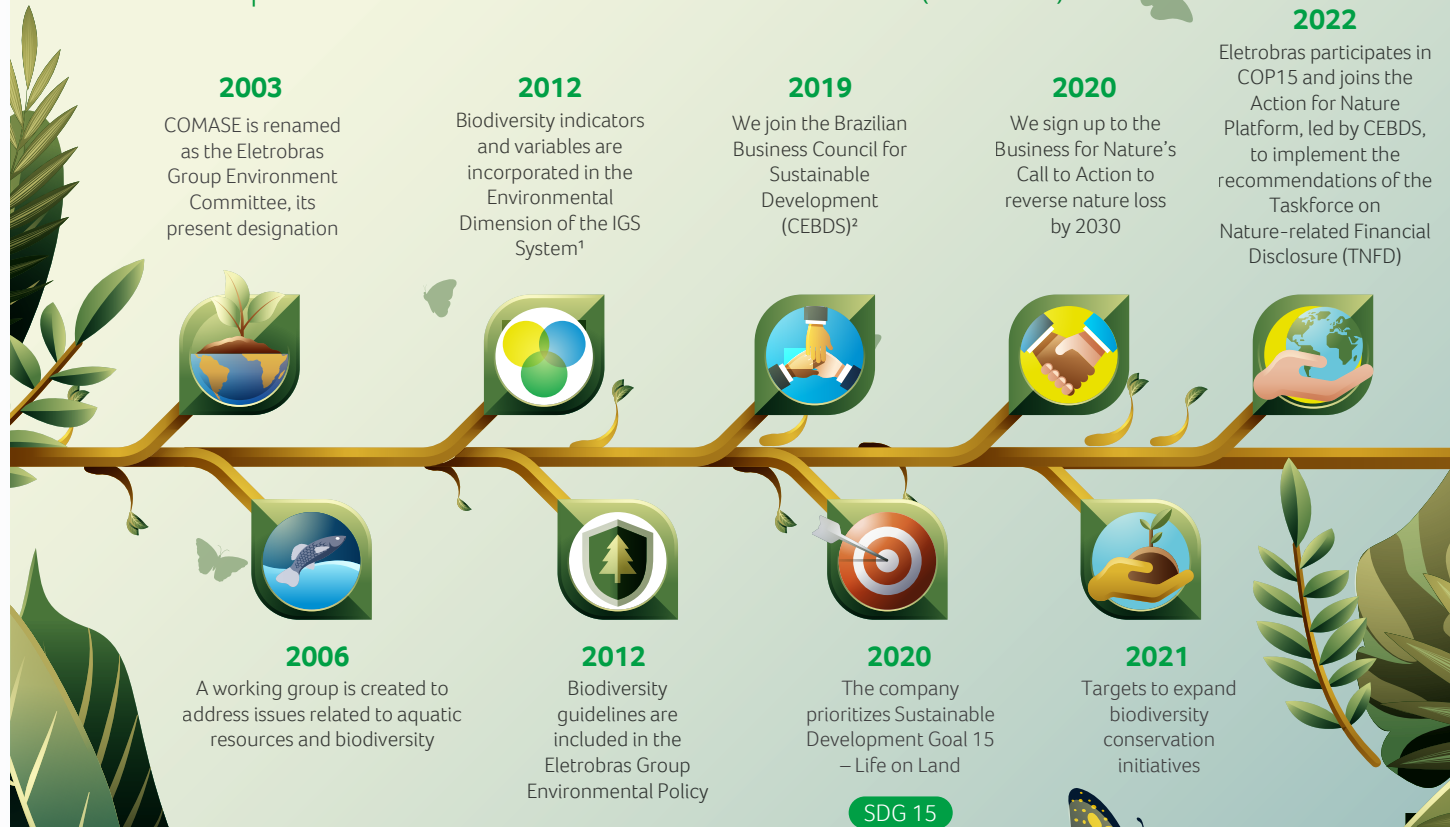 2003
COMASE is renamed
as the Eletrobras
Group Environment
Committee, its
present designation
2006
A working group is created to
address issues related to aquatic
resources and biodiversity
2012
Biodiversity indicators
and variables are
incorporated in the
Environmental
Dimension of the IGS
System¹
2012
Biodiversity
guidelines are
included in the
Eletrobras Group
Environmental Policy
2019
We join the Brazilian
Business Council for
Sustainable
Development
(CEBDS)²
2020
The company
prioritizes Sustainable
Development Goal 15
– Life on Land
SDG 15
2020
We sign up to the
Business for Nature's
Call to Action to
reverse nature loss
by 2030
2021
Targets to expand
biodiversity
conservation
initiatives
2022
Eletrobras participates in
COP15 and joins the
Action for Nature
Platform, led by CEBDS,
to implement the
recommendations of the
Taskforce on
Nature-related Financial
Disclosure (TNFD)